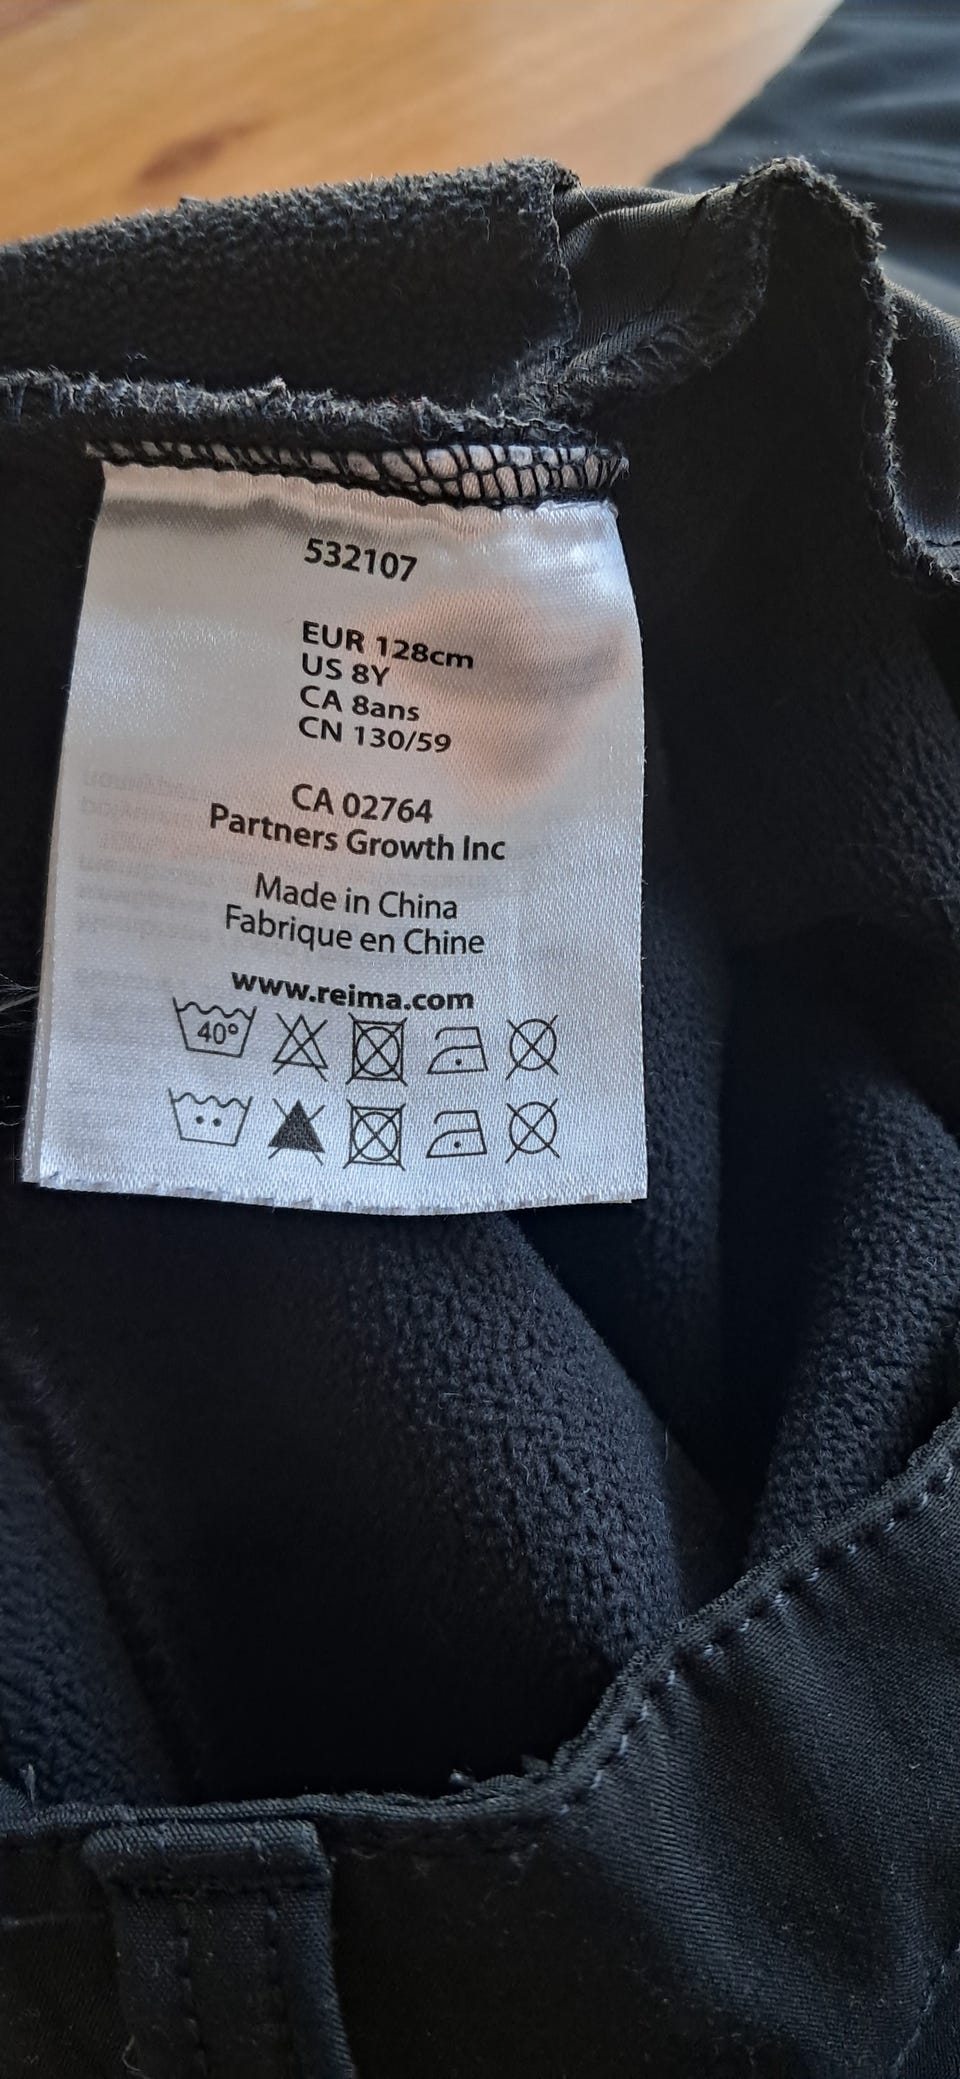 532107
EUR 128cm
US 8Y
CA 8ans
CN 130/59
CA 02764
Partners Growth Inc
Made in China
Fabrique en Chine
www.reima.com
40°